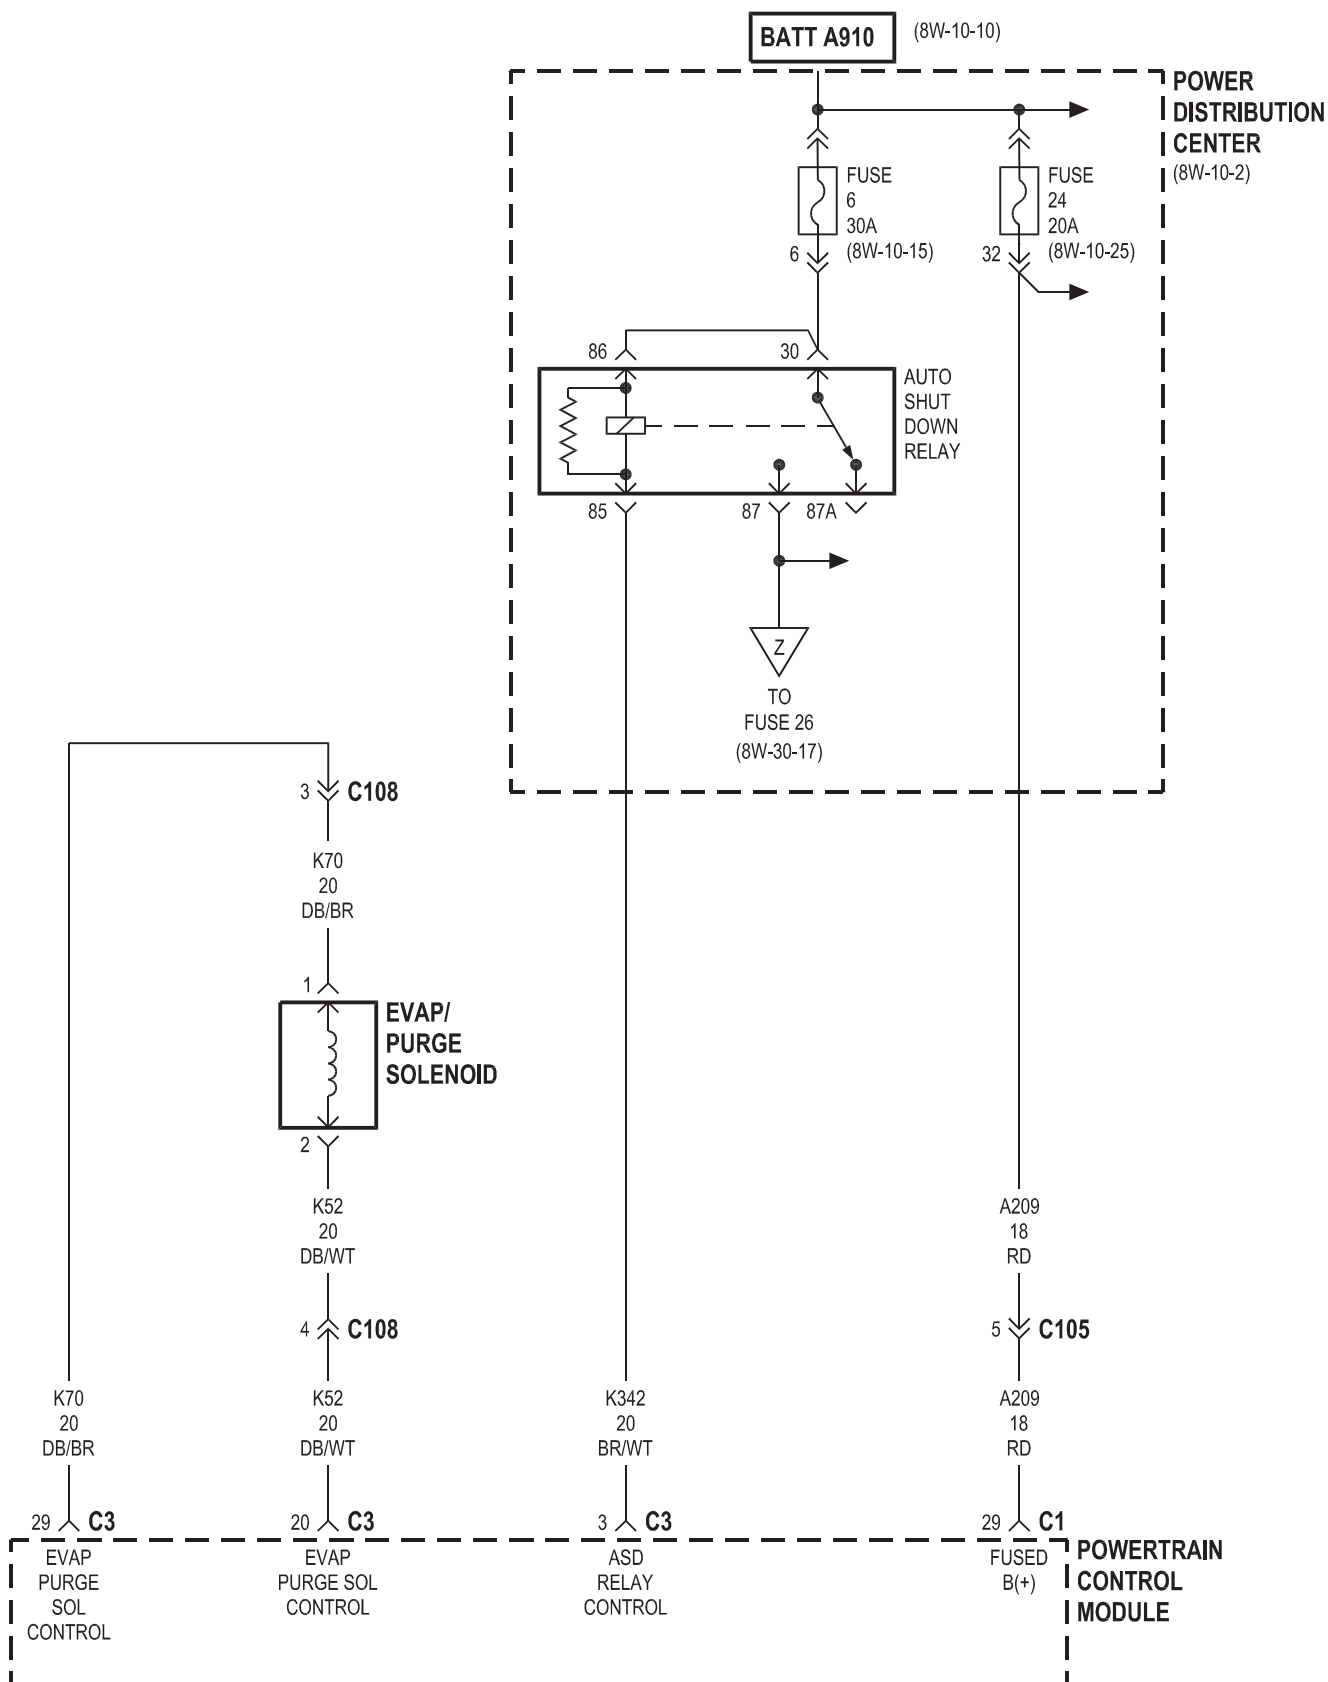 BATT A910
(8W-10-10)
POWER
DISTRIBUTION
CENTER
(8W-10-2)
FUSE
6
30A
(8W-10-15)
6
FUSE
24
20A
(8W-10-25)
32
86
30
AUTO
SHUT
DOWN
RELAY
85
87
87A
Z
TO
FUSE 26
(8W-30-17)
3
C108
K70
20
DB/BR
1
EVAP/
PURGE
SOLENOID
2
K52
20
DB/WT
A209
18
RD
4
C108
5
C105
K70
20
DB/BR
K52
20
DB/WT
K342
20
BR/WT
A209
18
RD
29
C3
20
C3
3
C3
29
C1
EVAP
PURGE
SOL
CONTROL
EVAP
PURGE SOL
CONTROL
ASD
RELAY
CONTROL
FUSED
B(+)
POWERTRAIN
CONTROL
MODULE